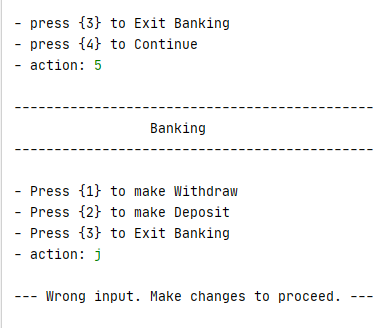 - press {3} to Exit Banking
- press {4} to Continue
- action: 5
---------------------------------------------
Banking
---------------------------------------------
- Press {1} to make Withdraw
- Press {2} to make Deposit
- Press {3} to Exit Banking
- action: j
--- Wrong input. Make changes to proceed. ---